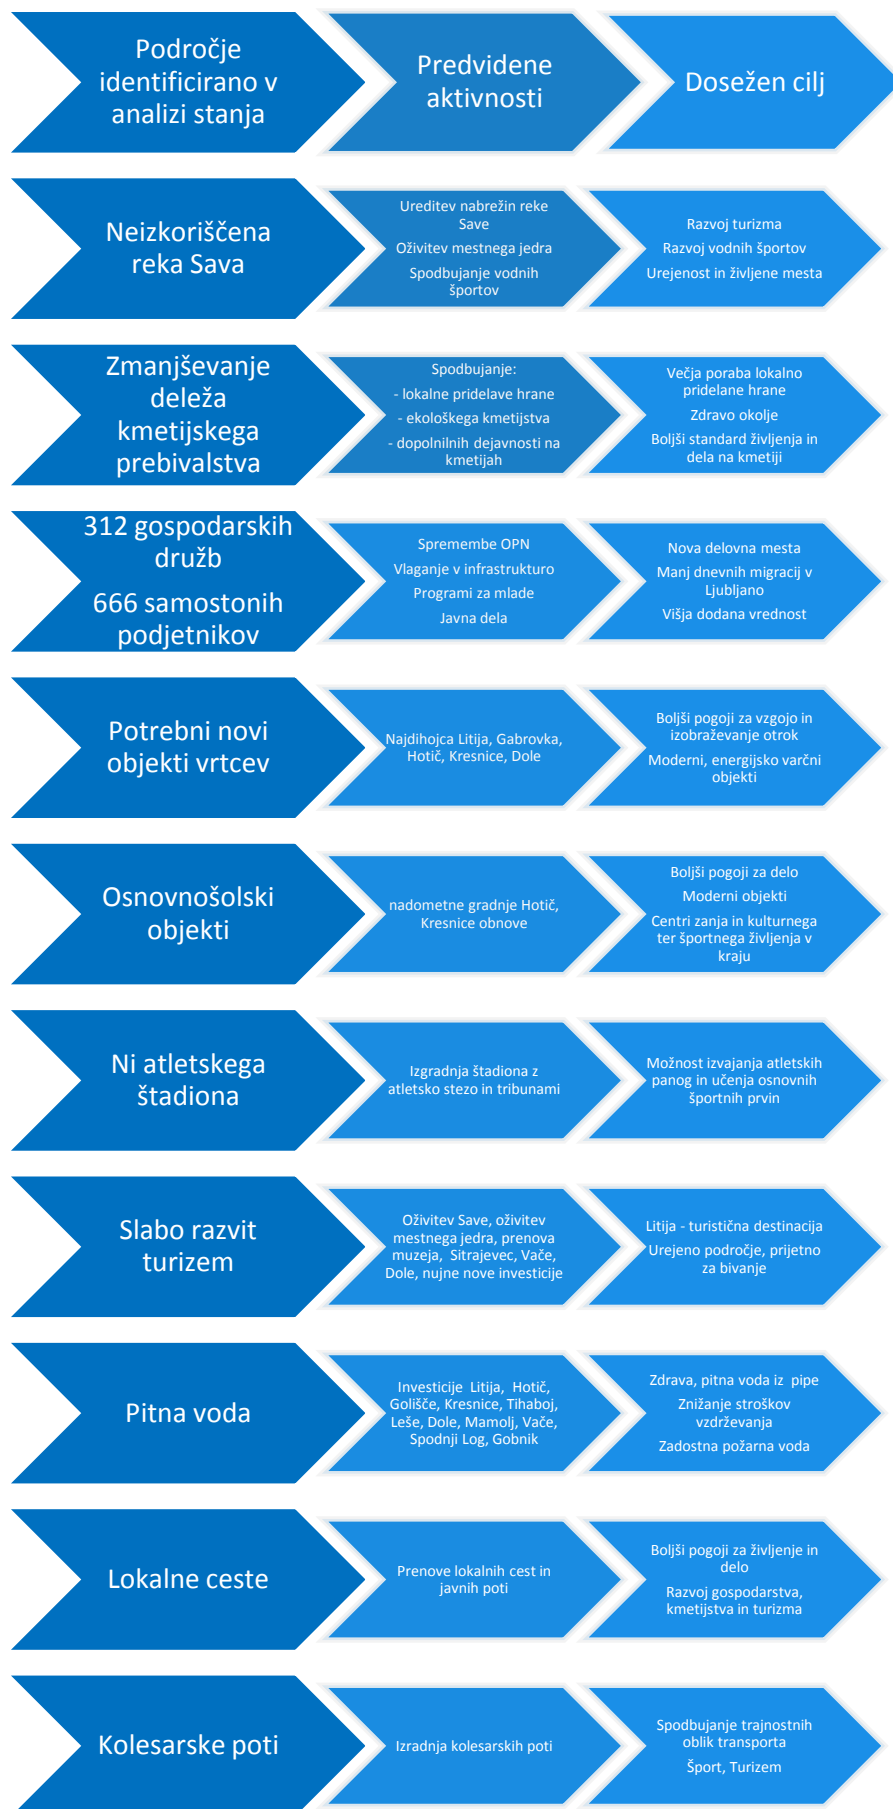 Področje
identificirano v
analizi stanja
Predvidene
aktivnosti
Dosežen cilj
Neizkoriščena
reka Sava
Ureditev nabrežin reke
Save
Oživitev mestnega jedra
Spodbujanje vodnih
športov
Razvoj turizma
Razvoj vodnih športov
Urejenost in življene mesta
Zmanjševanje
deleža
kmetijskega
prebivalstva
Spodbujanje:
- lokalne pridelave hrane
- ekološkega kmetijstva
- dopolnilnih dejavnosti na
kmetijah
Večja poraba lokalno
pridelane hrane
Zdravo okolje
Boljši standard življenja in
dela na kmetiji
312 gospodarskih
družb
666 samostonih
podjetnikov
Spremembe OPN
Vlaganje v infrastrukturo
Programi za mlade
Javna dela
Nova delovna mesta
Manj dnevnih migracij v
Ljubljano
Višja dodana vrednost
Potrebni novi
objekti vrtcev
Najdihojca Litija, Gabrovka,
Hotič, Kresnice, Dole
Boljši pogoji za vzgojo in
izobraževanje otrok
Moderni, energijsko varčni
objekti
Osnovnošolski
objekti
nadometne gradnje Hotič,
Kresnice obnove
Boljši pogoji za delo
Moderni objekti
Centri zanja in kulturnega
ter športnega življenja v
kraju
Ni atletskega
štadiona
Izgradnja štadiona z
atletsko stezo in tribunami
Možnost izvajanja atletskih
panog in učenja osnovnih
športnih prvin
Slabo razvit
turizem
Oživitev Save, oživitev
mestnega jedra, prenova
muzeja, Sitrajevec, Vače,
Dole, nujne nove investicije
Litija - turistična destinacija
Urejeno področje, prijetno
za bivanje
Pitna voda
Investicije Litija, Hotič,
Golišče, Kresnice, Tihaboj,
Leše, Dole, Mamolj, Vače,
Spodnji Log, Gobnik
Zdrava, pitna voda iz pipe
Znižanje stroškov
vzdrževanja
Zadostna požarna voda
Lokalne ceste
Prenove lokalnih cest in
javnih poti
Boljši pogoji za življenje in
delo
Razvoj gospodarstva,
kmetijstva in turizma
Kolesarske poti
Izradnja kolesarskih poti
Spodbujanje trajnostnih
oblik transporta
Šport, Turizem